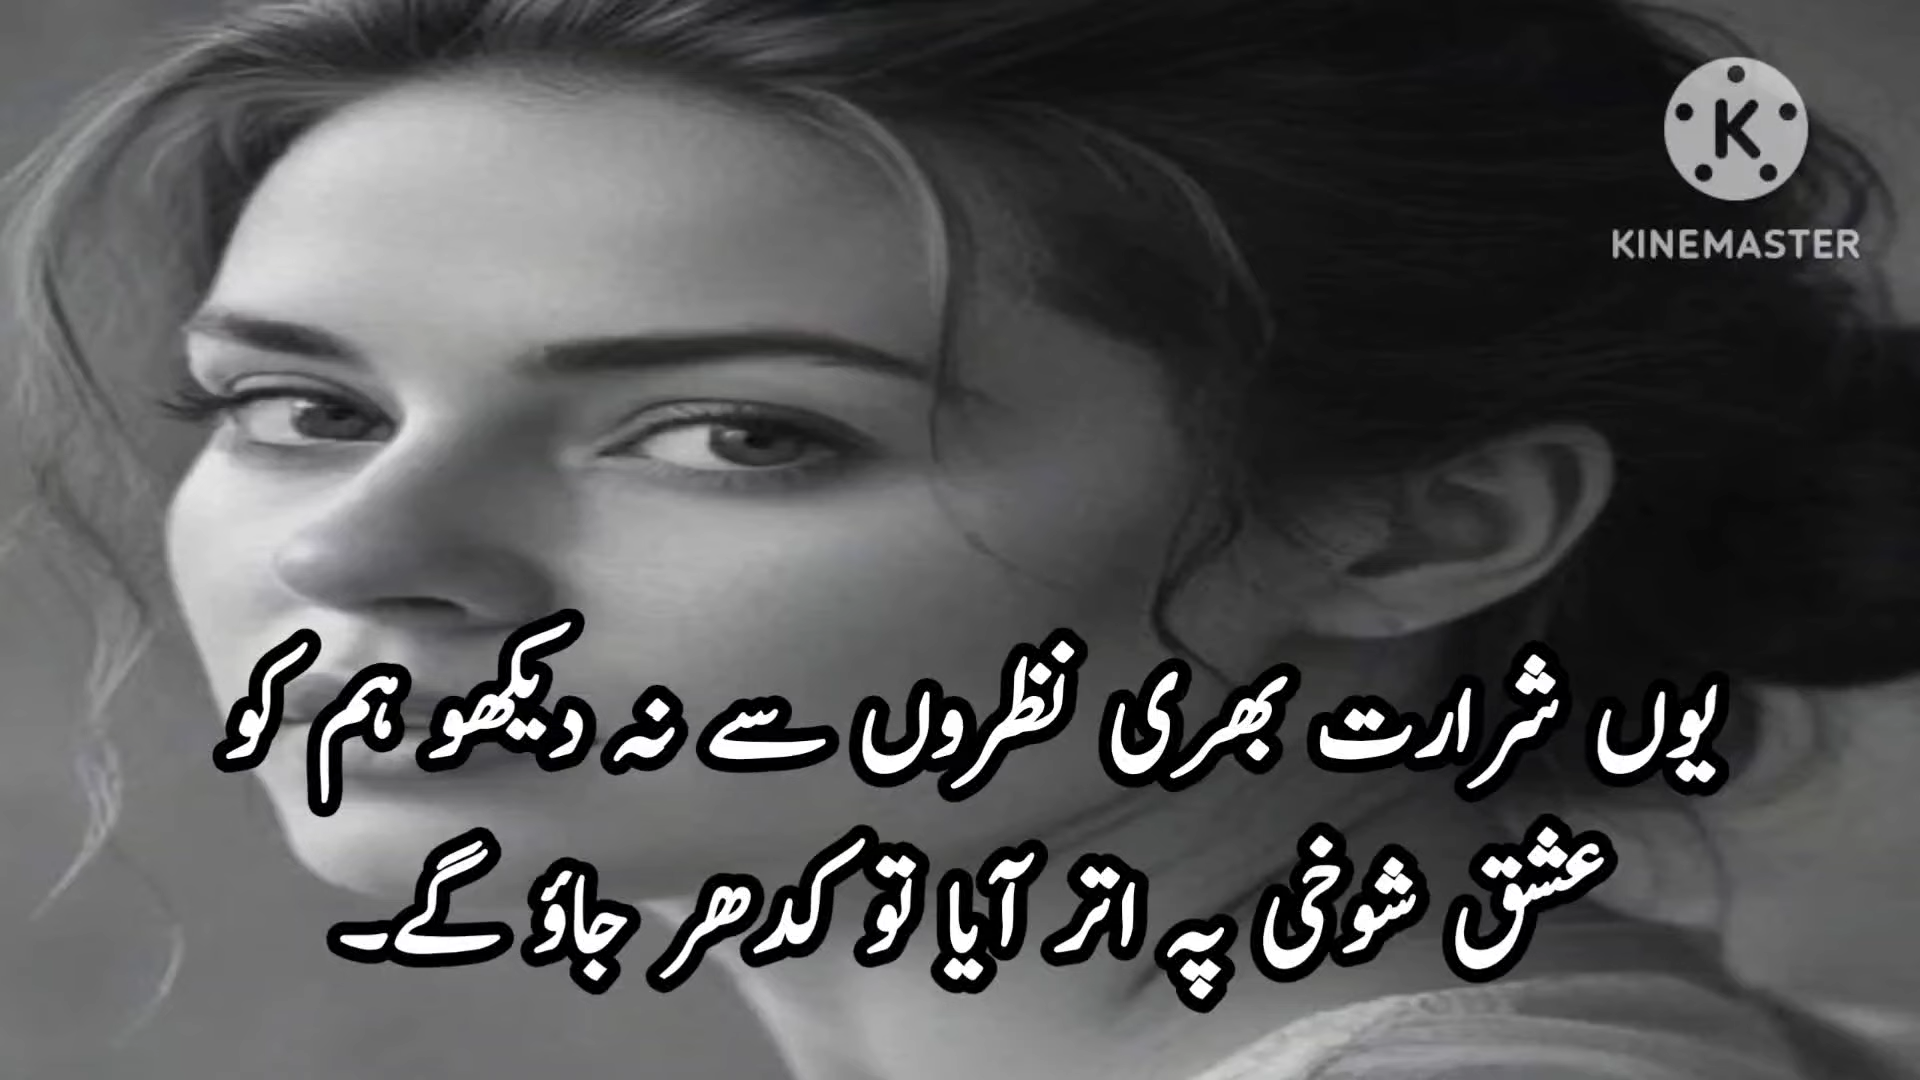 KINEMASTER
یوں شرارت بھری نظروں سے نہ دیکھو ہم کو
عشق شوخی پہ اتر آیا تو کدھر جاؤ گے۔